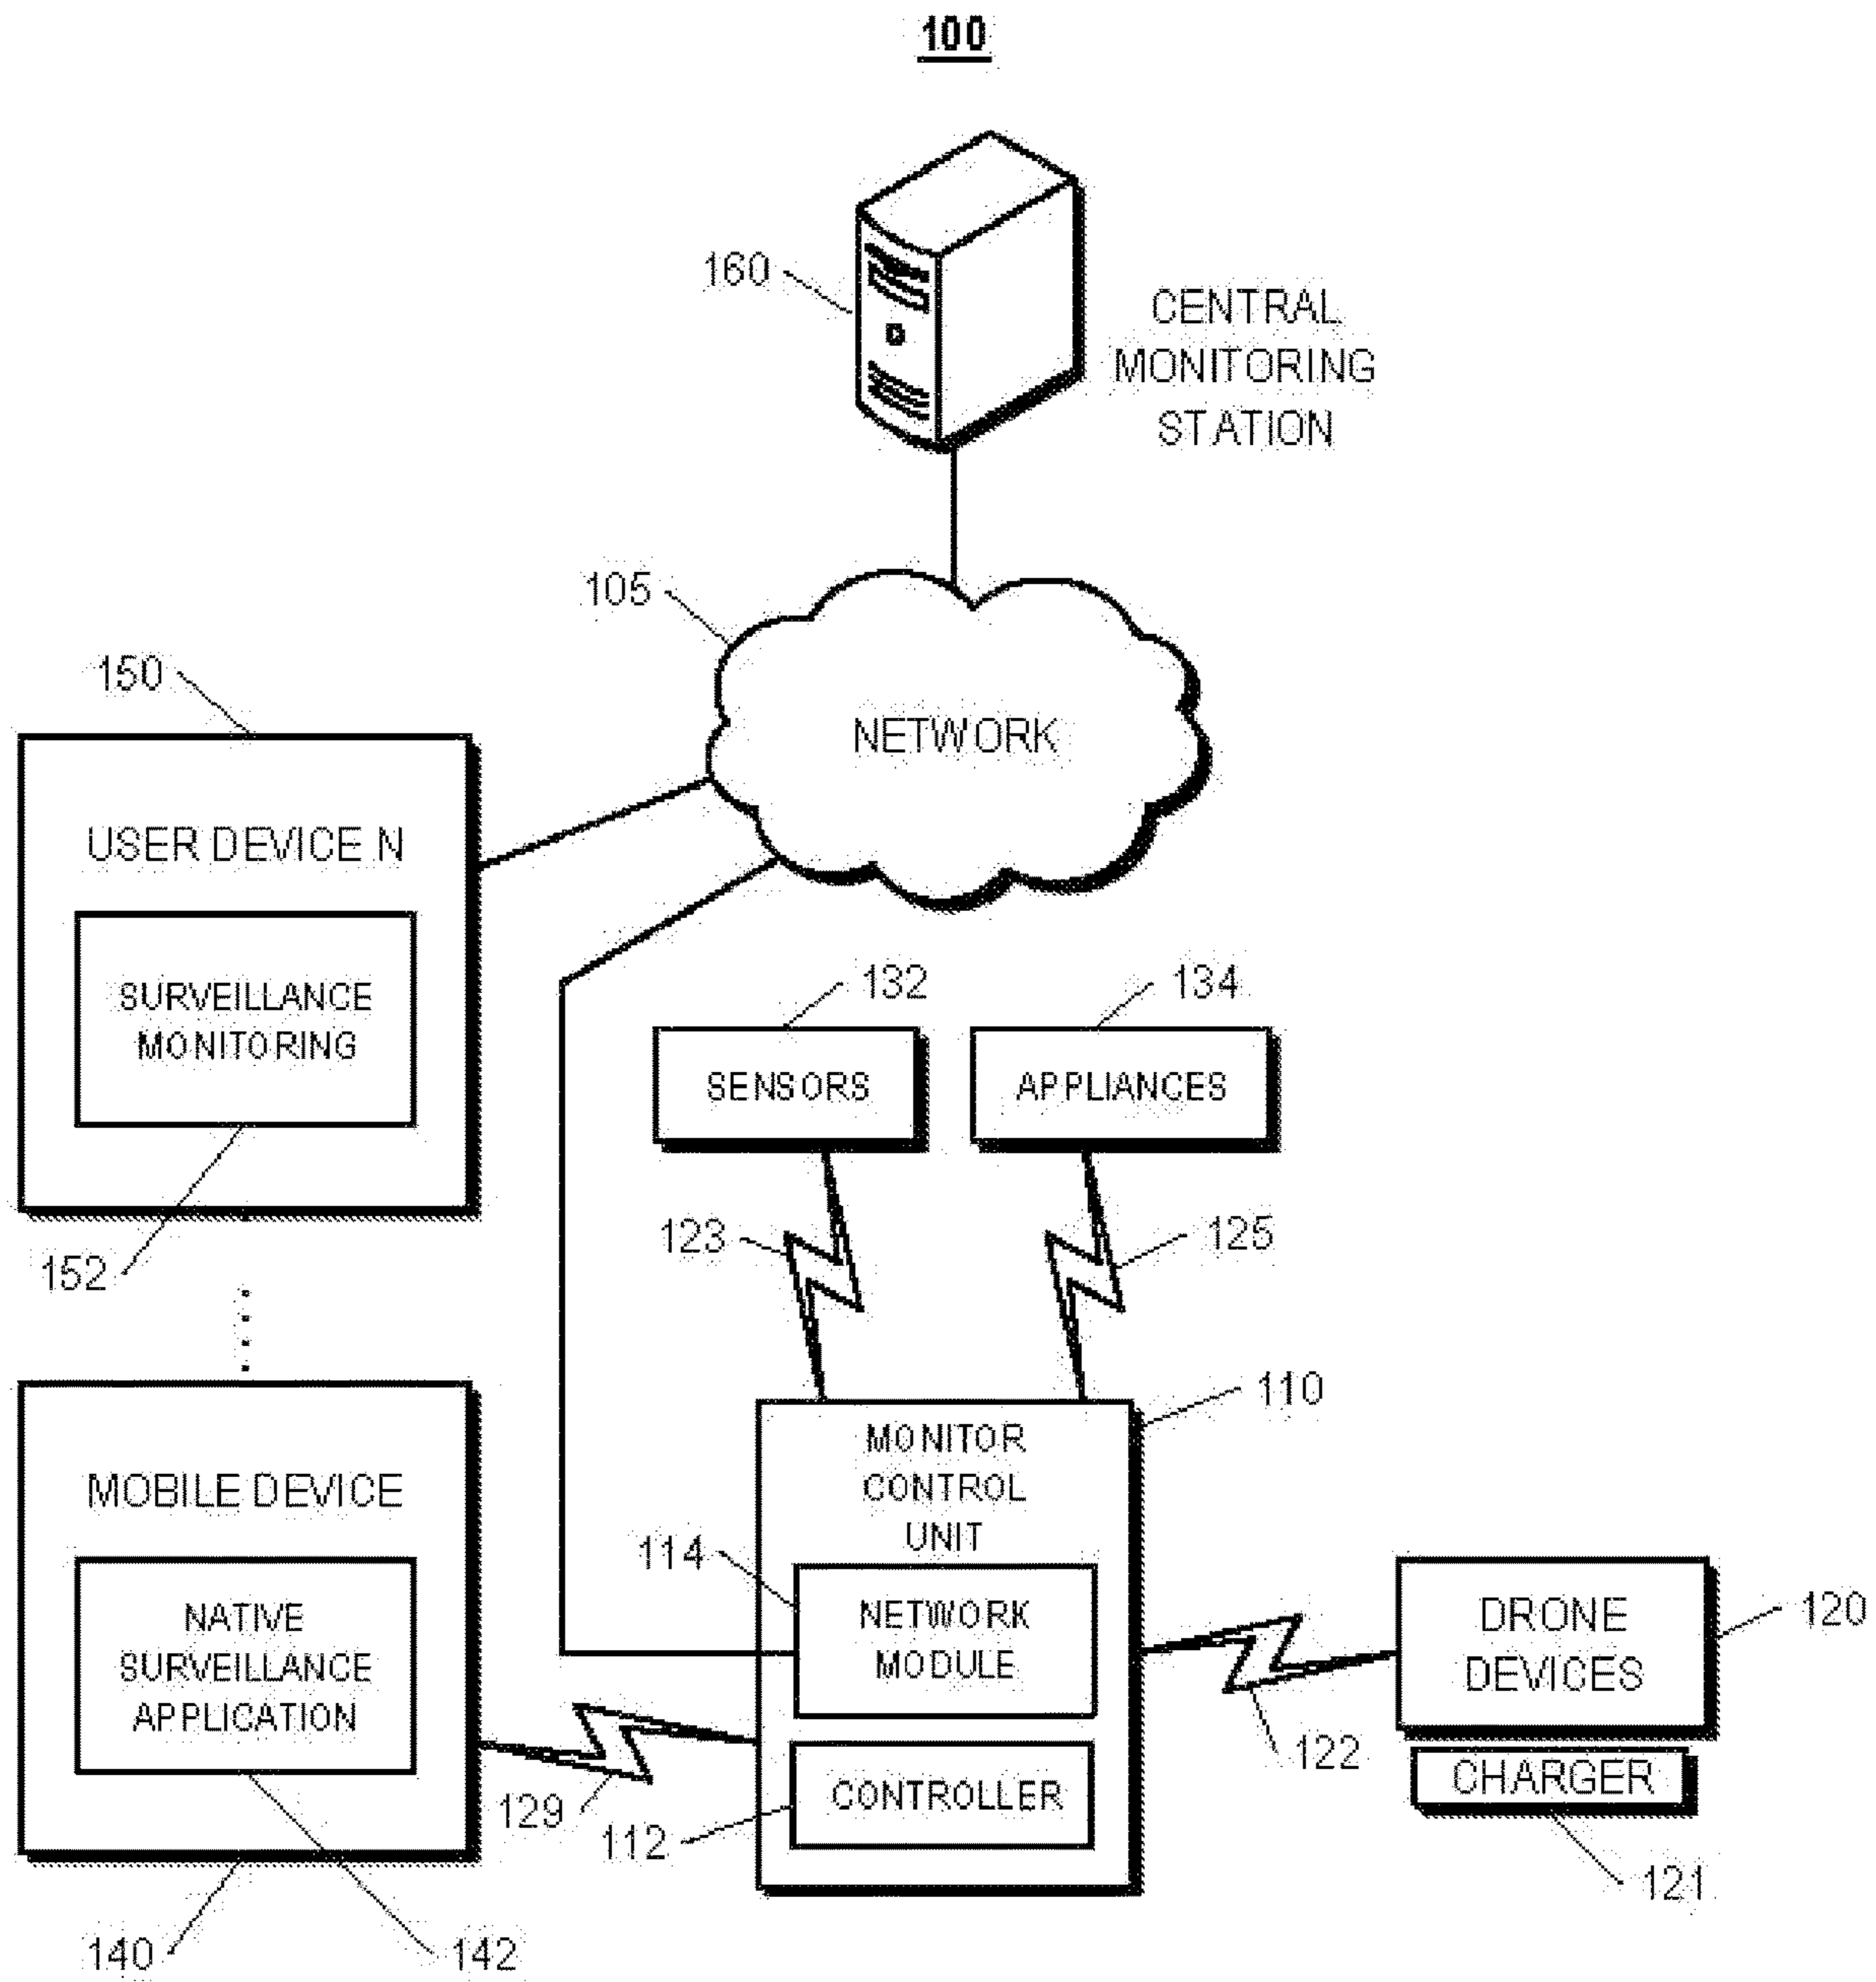 100
160
CENTRAL
MONITORING
STATION
105
NETWORK
150
USER DEVICE N
SURVEILLANCE
MONITORING
152
132
134
SENSORS
APPLIANCES
123
125
110
MONITOR
CONTROL
UNIT
114
NETWORK
MODULE
CONTROLLER
112
MOBILE DEVICE
NATIVE
SURVEILLANCE
APPLICATION
129
140
142
DRONE
DEVICES
120
122
CHARGER
121